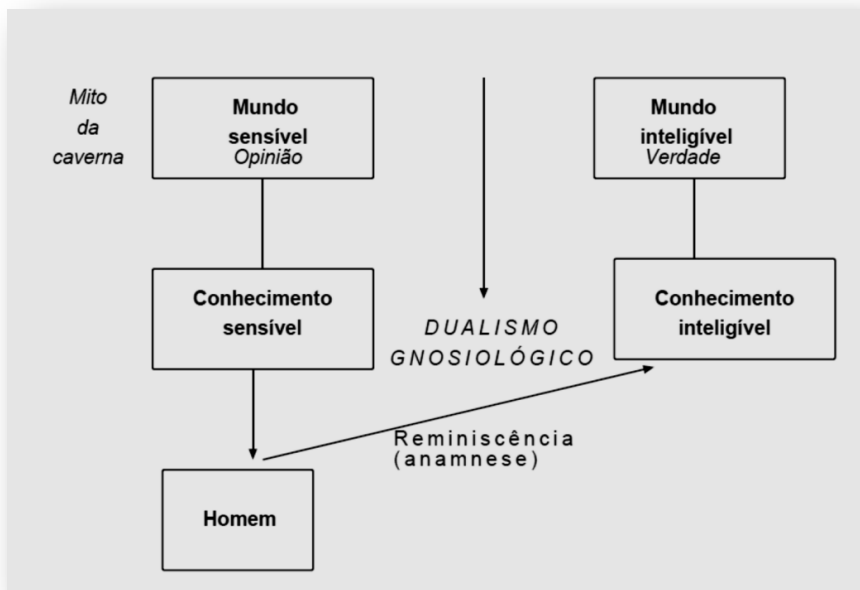 Mito
da
caverna
Mundo
sensível
Opinião
Mundo
inteligível
Verdade
Conhecimento
sensível
DUALISMO
GNOSIOLÓGICO
Conhecimento
inteligível
Reminiscência
(anamnese)
Homem